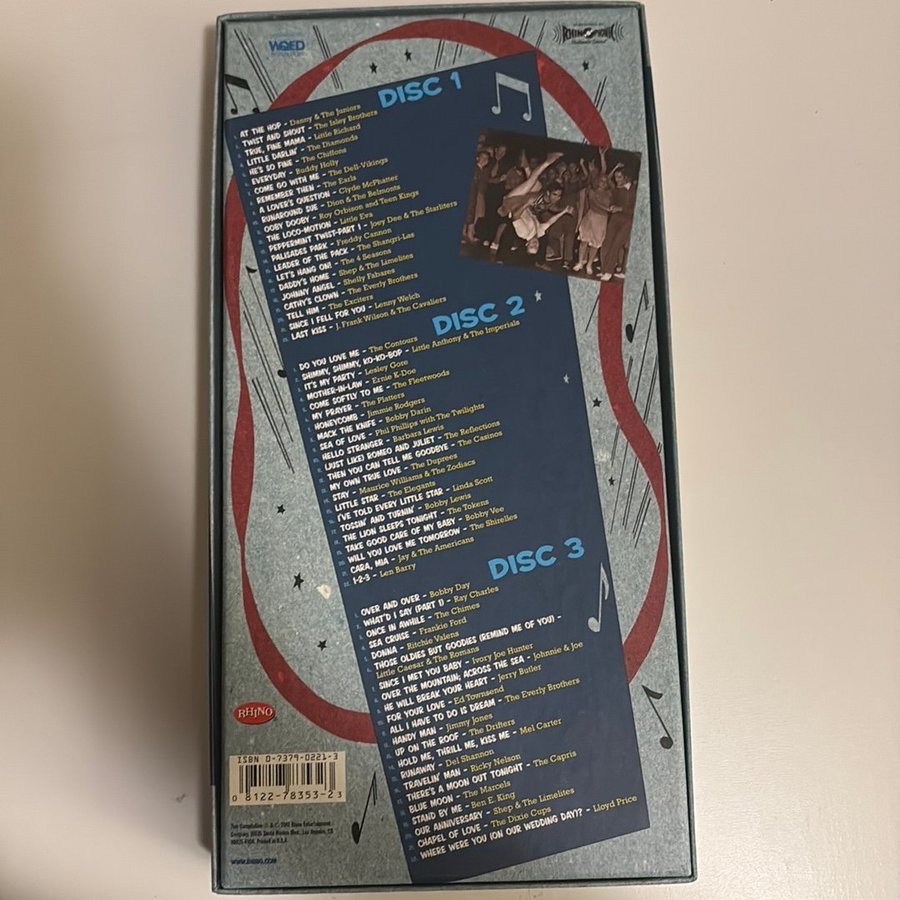 WQED
RHINOPHONIC
DISC 1
AT THE HOP - Danny & The Juniors
TWIST AND SHOUT - The Isley Brothers
TRUE, FINE MAMA - Little Richard
LITTLE DARLIN' - The Diamonds
HE'S SO FINE - The Chiffons
EVERYDAY - Buddy Holly
COME GO WITH ME - The Dell-Vikings
REMEMBER THEN - The Earls
A LOVER'S QUESTION - Clyde McPhatter
RUNAROUND SUE - Dion & The Belmonts
OOBY DOOBY - Roy Orbison and Teen Kings
THE LOCO-MOTION - Little Eva
PEPPERMINT TWIST-PART 1 - Joey Dee & The Starliters
PALISADES PARK - Freddy Cannon
LEADER OF THE PACK - The Shangri-Las
LET'S HANG ON! - The 4 Seasons
DADDY'S HOME - Shep & The Limelites
JOHNNY ANGEL - Shelly Fabares
CATHY'S CLOWN - The Everly Brothers
TELL HIM - The Exciters
SINCE I FELL FOR YOU - Lenny Welch
LAST KISS - J. Frank Wilson & The Cavaliers
DISC 2
DO YOU LOVE ME - The Contours
SHIMMY, SHIMMY, KO-KO-BOP - Little Anthony & The Imperials
IT'S MY PARTY - Lesley Gore
MOTHER-IN-LAW - Ernie K-Doe
COME SOFTLY TO ME - The Fleetwoods
MY PRAYER - The Platters
HONEYCOMB - Jimmie Rodgers
MACK THE KNIFE - Bobby Darin
SEA OF LOVE - Phil Phillips with The Twilights
HELLO STRANGER - Barbara Lewis
(JUST LIKE) ROMEO AND JULIET - The Reflections
THEN YOU CAN TELL ME GOODBYE - The Casinos
MY OWN TRUE LOVE - The Duprees
STAY - Maurice Williams & The Zodiacs
LITTLE STAR - The Elegants
I'VE TOLD EVERY LITTLE STAR - Linda Scott
TOSSIN' AND TURNIN' - Bobby Lewis
THE LION SLEEPS TONIGHT - The Tokens
TAKE GOOD CARE OF MY BABY - Bobby Vee
WILL YOU LOVE ME TOMORROW - The Shirelles
CARA, MIA - Jay & The Americans
1-2-3 - Len Barry
DISC 3
OVER AND OVER - Bobby Day
WHAT'D I SAY (PART 1) - Ray Charles
ONCE IN AWHILE - The Chimes
SEA CRUISE - Frankie Ford
DONNA - Ritchie Valens
THOSE OLDIES BUT GOODIES (REMIND ME OF YOU) -
Little Caesar & The Romans
SINCE I MET YOU BABY - Ivory Joe Hunter
OVER THE MOUNTAIN; ACROSS THE SEA - Johnnie & Joe
HE WILL BREAK YOUR HEART - Jerry Butler
FOR YOUR LOVE - Ed Townsend
ALL I HAVE TO DO IS DREAM - The Everly Brothers
HANDY MAN - Jimmy Jones
UP ON THE ROOF - The Drifters
HOLD ME, THRILL ME, KISS ME - Mel Carter
RUNAWAY - Del Shannon
TRAVELIN' MAN - Ricky Nelson
THERE'S A MOON OUT TONIGHT - The Capris
BLUE MOON - The Marcels
STAND BY ME - Ben E. King
OUR ANNIVERSARY - Shep & The Limelites
CHAPEL OF LOVE - The Dixie Cups
WHERE WERE YOU (ON OUR WEDDING DAY)? - Lloyd Price
RHINO
ISBN 0-7379-0221-3
0 8122-78353-2 3
This Compilation Rhino Entertainment
Company, Santa Monica Blvd., Los Angeles, CA
Printed in U.S.A.
WWW.RHINO.COM